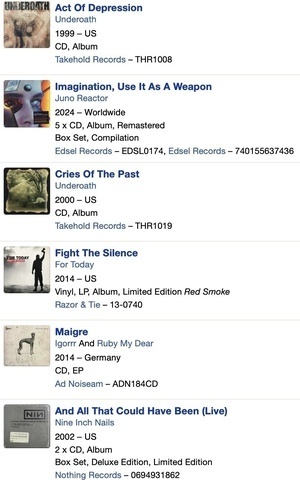 UNDEROATH
Act Of Depression
Underoath
1999 – US
CD, Album
Takehold Records – THR1008
Imagination, Use It As A Weapon
Juno Reactor
2024 – Worldwide
5 x CD, Album, Remastered
Box Set, Compilation
Edsel Records – EDSL0174, Edsel Records – 740155637436
Cries Of The Past
Underoath
2000 – US
CD, Album
Takehold Records – THR1019
FOR TODAY
Fight The Silence
For Today
2014 – US
Vinyl, LP, Album, Limited Edition Red Smoke
Razor & Tie – 13-0740
Maigre
Igorrr And Ruby My Dear
2014 – Germany
CD, EP
Ad Noiseam – ADN184CD
NIN
And All That Could Have Been (Live)
Nine Inch Nails
2002 – US
2 x CD, Album
Box Set, Deluxe Edition, Limited Edition
Nothing Records – 0694931862